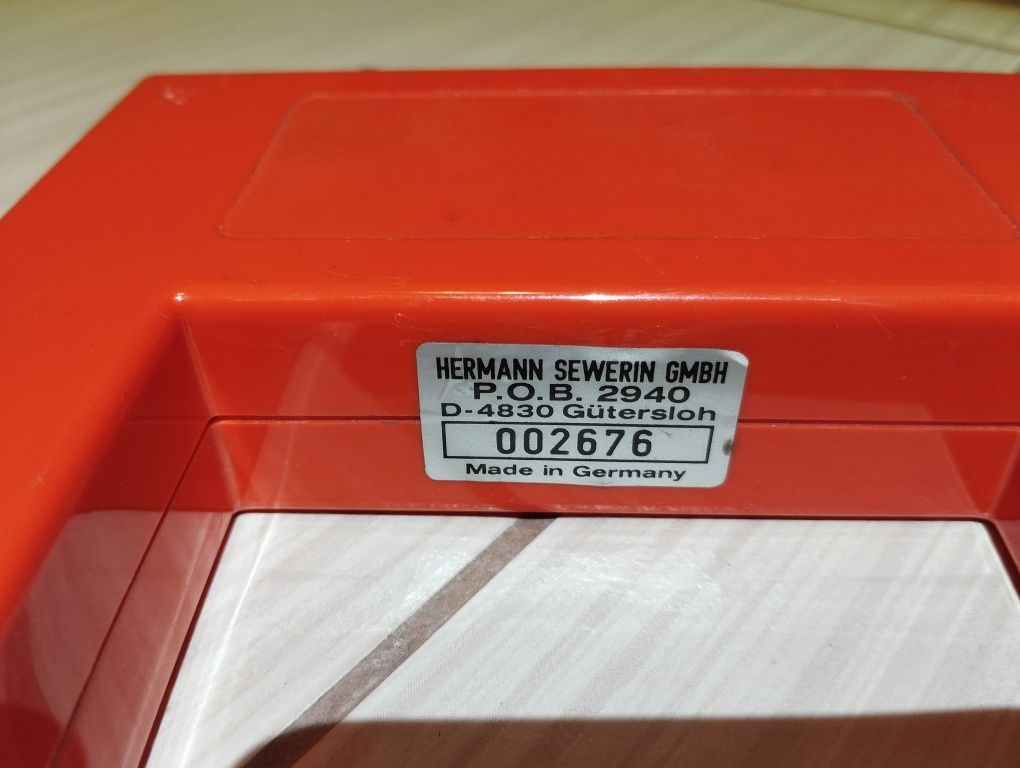 HERMANN SEWERIN GMBH
P.O.B. 2940
D-4830 Gütersloh
002676
Made in Germany